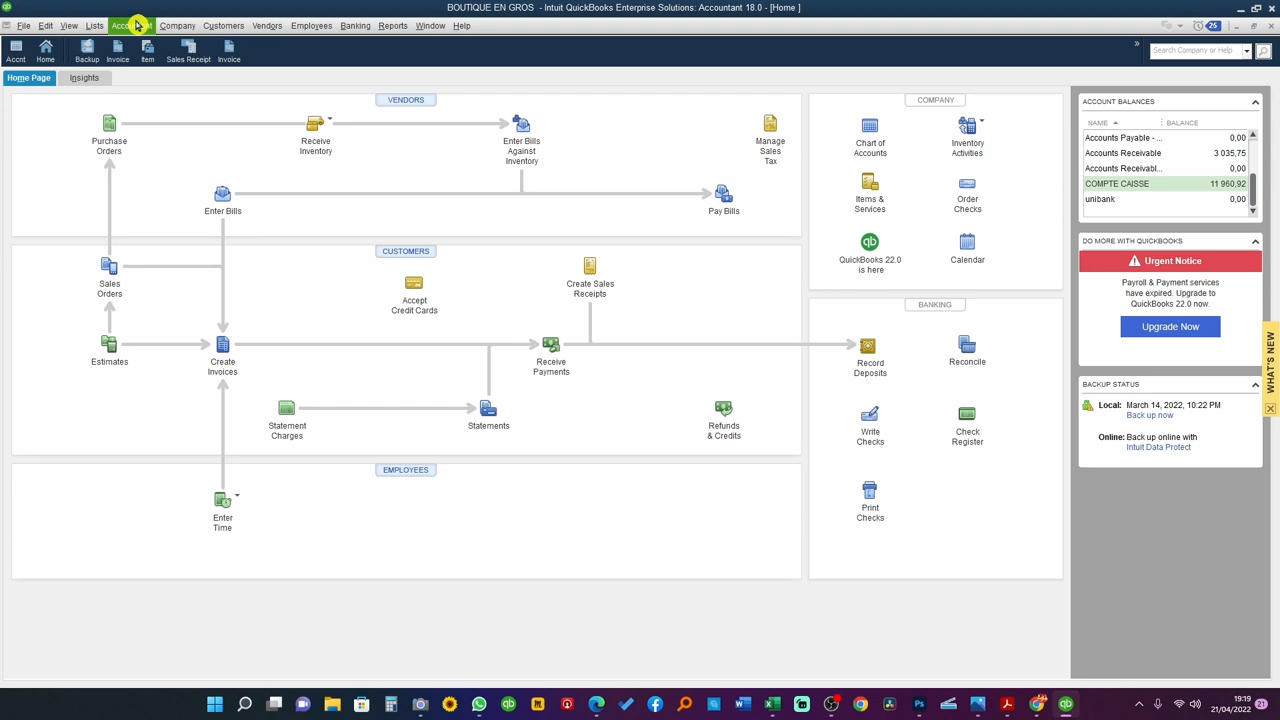 BOUTIQUE EN GROS - Intuit QuickBooks Enterprise Solutions: Accountant 18.0 - [Home ]
File Edit View Lists Company Customers Vendors Employees Banking Reports Window Help
25
Accnt Home Backup Invoice Item Sales Receipt Invoice
Search Company or Help
Home Page Insights
VENDORS
Purchase
Orders
Receive
Inventory
Enter Bills
Against
Inventory
Manage
Sales
Tax
Enter Bills
Pay Bills
CUSTOMERS
Sales
Orders
Accept
Credit Cards
Create Sales
Receipts
Estimates
Create
Invoices
Receive
Payments
Statement
Charges
Statements
Refunds
& Credits
EMPLOYEES
Enter
Time
COMPANY
Chart of
Accounts
Inventory
Activities
Items &
Services
Order
Checks
qb
QuickBooks 22.0
is here
Calendar
BANKING
Record
Deposits
Reconcile
Write
Checks
Check
Register
Print
Checks
ACCOUNT BALANCES
NAME BALANCE
Accounts Payable - ... 0,00
Accounts Receivable 3 035,75
Accounts Receivabl... 0,00
COMPTE CAISSE 11 960,92
unibank 0,00
DO MORE WITH QUICKBOOKS
Urgent Notice
Payroll & Payment services
have expired. Upgrade to
QuickBooks 22.0 now.
Upgrade Now
BACKUP STATUS
Local: March 14, 2022, 10:22 PM
Back up now
Online: Back up online with
Intuit Data Protect
WHAT'S NEW
19:19
21/04/2022
21